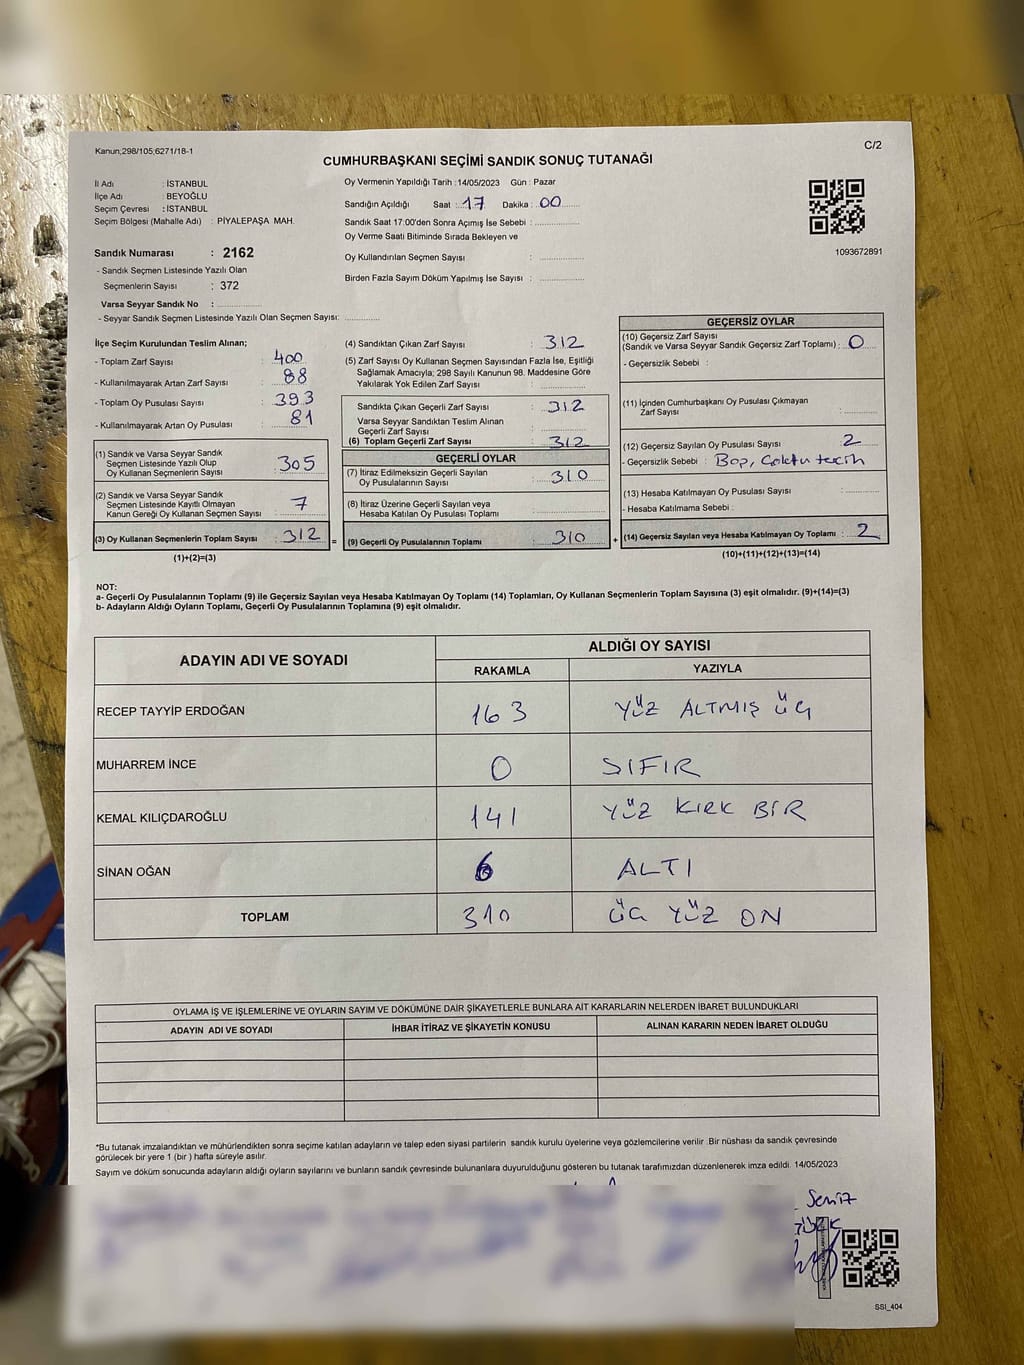 Kanun;298/105;6271/18-1
C/2
CUMHURBAŞKANI SEÇİMİ SANDIK SONUÇ TUTANAĞI
İl Adı : İSTANBUL
İlçe Adı : BEYOĞLU
Seçim Çevresi : İSTANBUL
Seçim Bölgesi (Mahalle Adı) : PİYALEPAŞA MAH.
Oy Vermenin Yapıldığı Tarih : 14/05/2023 Gün : Pazar
Sandığın Açıldığı Saat : 17 Dakika : 00
Sandık Saat 17:00'den Sonra Açımış İse Sebebi :
Oy Verme Saati Bitiminde Sırada Bekleyen ve
Oy Kullandırılan Seçmen Sayısı :
Birden Fazla Sayım Döküm Yapılmış İse Sayısı :
1093672891
Sandık Numarası : 2162
- Sandık Seçmen Listesinde Yazılı Olan
Seçmenlerin Sayısı : 372
Varsa Seyyar Sandık No :
- Seyyar Sandık Seçmen Listesinde Yazılı Olan Seçmen Sayısı:
İlçe Seçim Kurulundan Teslim Alınan;
- Toplam Zarf Sayısı : 400
- Kullanılmayarak Artan Zarf Sayısı : 88
- Toplam Oy Pusulası Sayısı : 393
- Kullanılmayarak Artan Oy Pusulası : 81
(1) Sandık ve Varsa Seyyar Sandık
Seçmen Listesinde Yazılı Olup
Oy Kullanan Seçmenlerin Sayısı : 305
(2) Sandık ve Varsa Seyyar Sandık
Seçmen Listesinde Kayıtlı Olmayan
Kanun Gereği Oy Kullanan Seçmen Sayısı : 7
(3) Oy Kullanan Seçmenlerin Toplam Sayısı : 312 =
(1)+(2)=(3)
(4) Sandıktan Çıkan Zarf Sayısı : 312
(5) Zarf Sayısı Oy Kullanan Seçmen Sayısından Fazla İse, Eşitliği
Sağlamak Amacıyla; 298 Sayılı Kanunun 98. Maddesine Göre
Yakılarak Yok Edilen Zarf Sayısı :
Sandıkta Çıkan Geçerli Zarf Sayısı : 312
Varsa Seyyar Sandıktan Teslim Alınan
Geçerli Zarf Sayısı :
(6) Toplam Geçerli Zarf Sayısı : 312
GEÇERLİ OYLAR
(7) İtiraz Edilmeksizin Geçerli Sayılan
Oy Pusulalarının Sayısı : 310
(8) İtiraz Üzerine Geçerli Sayılan veya
Hesaba Katılan Oy Pusulası Toplamı :
(9) Geçerli Oy Pusulalarının Toplamı : 310 +
GEÇERSİZ OYLAR
(10) Geçersiz Zarf Sayısı
(Sandık ve Varsa Seyyar Sandık Geçersiz Zarf Toplamı) : 0
- Geçersizlik Sebebi :
(11) İçinden Cumhurbaşkanı Oy Pusulası Çıkmayan
Zarf Sayısı :
(12) Geçersiz Sayılan Oy Pusulası Sayısı : 2
- Geçersizlik Sebebi :
(13) Hesaba Katılmayan Oy Pusulası Sayısı :
- Hesaba Katılmama Sebebi :
(14) Geçersiz Sayılan veya Hesaba Katılmayan Oy Toplamı : 2
(10)+(11)+(12)+(13)=(14)
NOT:
a- Geçerli Oy Pusulalarının Toplamı (9) ile Geçersiz Sayılan veya Hesaba Katılmayan Oy Toplamı (14) Toplamları, Oy Kullanan Seçmenlerin Toplam Sayısına (3) eşit olmalıdır. (9)+(14)=(3)
b- Adayların Aldığı Oyların Toplamı, Geçerli Oy Pusulalarının Toplamına (9) eşit olmalıdır.
ADAYIN ADI VE SOYADI
ALDIĞI OY SAYISI
RAKAMLA YAZIYLA
RECEP TAYYİP ERDOĞAN 163 YÜZ ALTMIŞ ÜÇ
MUHARREM İNCE 0 SIFIR
KEMAL KILIÇDAROĞLU 141 YÜZ KIRK BİR
SİNAN OĞAN 6 ALTI
TOPLAM 310 ÜÇ YÜZ ON
OYLAMA İŞ VE İŞLEMLERİNE VE OYLARIN SAYIM VE DÖKÜMÜNE DAİR ŞİKAYETLERLE BUNLARA AİT KARARLARIN NELERDEN İBARET BULUNDUKLARI
ADAYIN ADI VE SOYADI İHBAR İTİRAZ VE ŞİKAYETİN KONUSU ALINAN KARARIN NEDEN İBARET OLDUĞU
*Bu tutanak imzalandıktan ve mühürlendikten sonra seçime katılan adayların ve talep eden siyasi partilerin sandık kurulu üyelerine veya gözlemcilerine verilir .Bir nüshası da sandık çevresinde
görülecek bir yere 1 (bir ) hafta süreyle asılır.
Sayım ve döküm sonucunda adayların aldığı oyların sayılarını ve bunların sandık çevresinde bulunanlara duyurulduğunu gösteren bu tutanak tarafımızdan düzenlenerek imza edildi. 14/05/2023
SSI_404